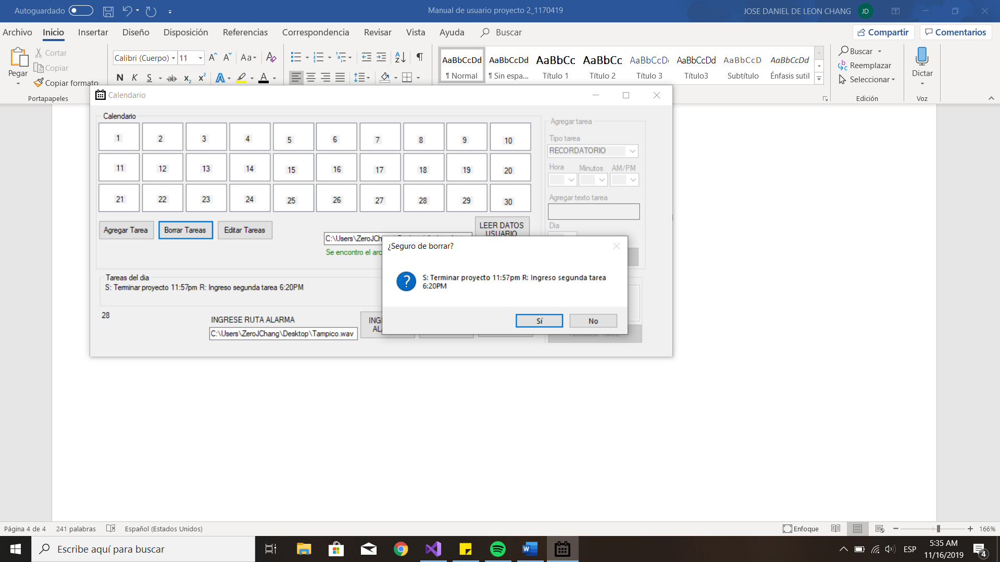 Autoguardado
Manual de usuario proyecto 2_1170419
JOSE DANIEL DE LEON CHANG
JD
Archivo
Inicio
Insertar
Diseño
Disposición
Referencias
Correspondencia
Revisar
Vista
Ayuda
Buscar
Compartir
Comentarios
Pegar
Cortar
Copiar
Copiar formato
Portapapeles
Calibri (Cuerpo)
11
Aa
N K S ab x₂ x²
AaBbCcDd
¶ Normal
AaBbCcDd
¶ Sin espa...
AaBbCc
Título 1
AaBbCc
Título 2
AaBbCcD
Título 3
AaBbCcDd
Título3
AaBbCcD
Subtítulo
AaBbCcDd
Énfasis sutil
Buscar
Reemplazar
Seleccionar
Edición
Dictar
Voz
Calendario
Calendario
1 2 3 4 5 6 7 8 9 10
11 12 13 14 15 16 17 18 19 20
21 22 23 24 25 26 27 28 29 30
Agregar Tarea
Borrar Tareas
Editar Tareas
LEER DATOS
USUARIO
C:\Users\ZeroJCh
Se encontro el arc
Agregar tarea
Tipo tarea
RECORDATORIO
Hora
Minutos
AM/PM
Agregar texto tarea
Dia
Tareas del dia
S: Terminar proyecto 11:57pm R: Ingreso segunda tarea 6:20PM
28
INGRESE RUTA ALARMA
C:\Users\ZeroJChang\Desktop\Tampico.wav
¿Seguro de borrar?
S: Terminar proyecto 11:57pm R: Ingreso segunda tarea
6:20PM
Sí
No
Página 4 de 4
241 palabras
Español (Estados Unidos)
Enfoque
166%
Escribe aquí para buscar
ESP
5:35 AM
11/16/2019
4